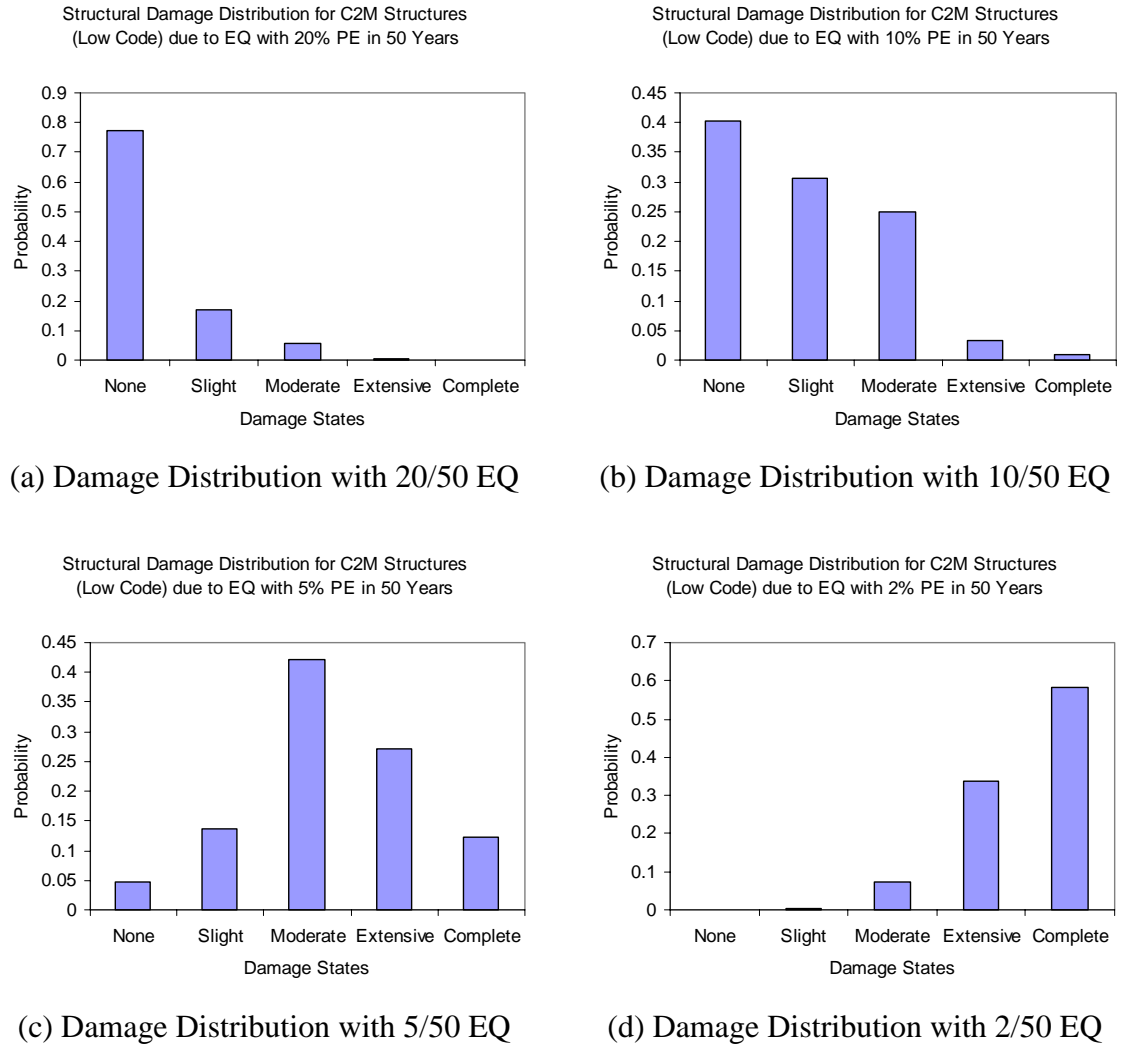 Structural Damage Distribution for C2M Structures
(Low Code) due to EQ with 20% PE in 50 Years
0.9
0.8
0.7
0.6
0.5
0.4
0.3
0.2
0.1
0
Probability
None Slight Moderate Extensive Complete
Damage States
(a) Damage Distribution with 20/50 EQ
Structural Damage Distribution for C2M Structures
(Low Code) due to EQ with 10% PE in 50 Years
0.45
0.4
0.35
0.3
0.25
0.2
0.15
0.1
0.05
0
Probability
None Slight Moderate Extensive Complete
Damage States
(b) Damage Distribution with 10/50 EQ
Structural Damage Distribution for C2M Structures
(Low Code) due to EQ with 5% PE in 50 Years
0.45
0.4
0.35
0.3
0.25
0.2
0.15
0.1
0.05
0
Probability
None Slight Moderate Extensive Complete
Damage States
(c) Damage Distribution with 5/50 EQ
Structural Damage Distribution for C2M Structures
(Low Code) due to EQ with 2% PE in 50 Years
0.7
0.6
0.5
0.4
0.3
0.2
0.1
0
Probability
None Slight Moderate Extensive Complete
Damage States
(d) Damage Distribution with 2/50 EQ